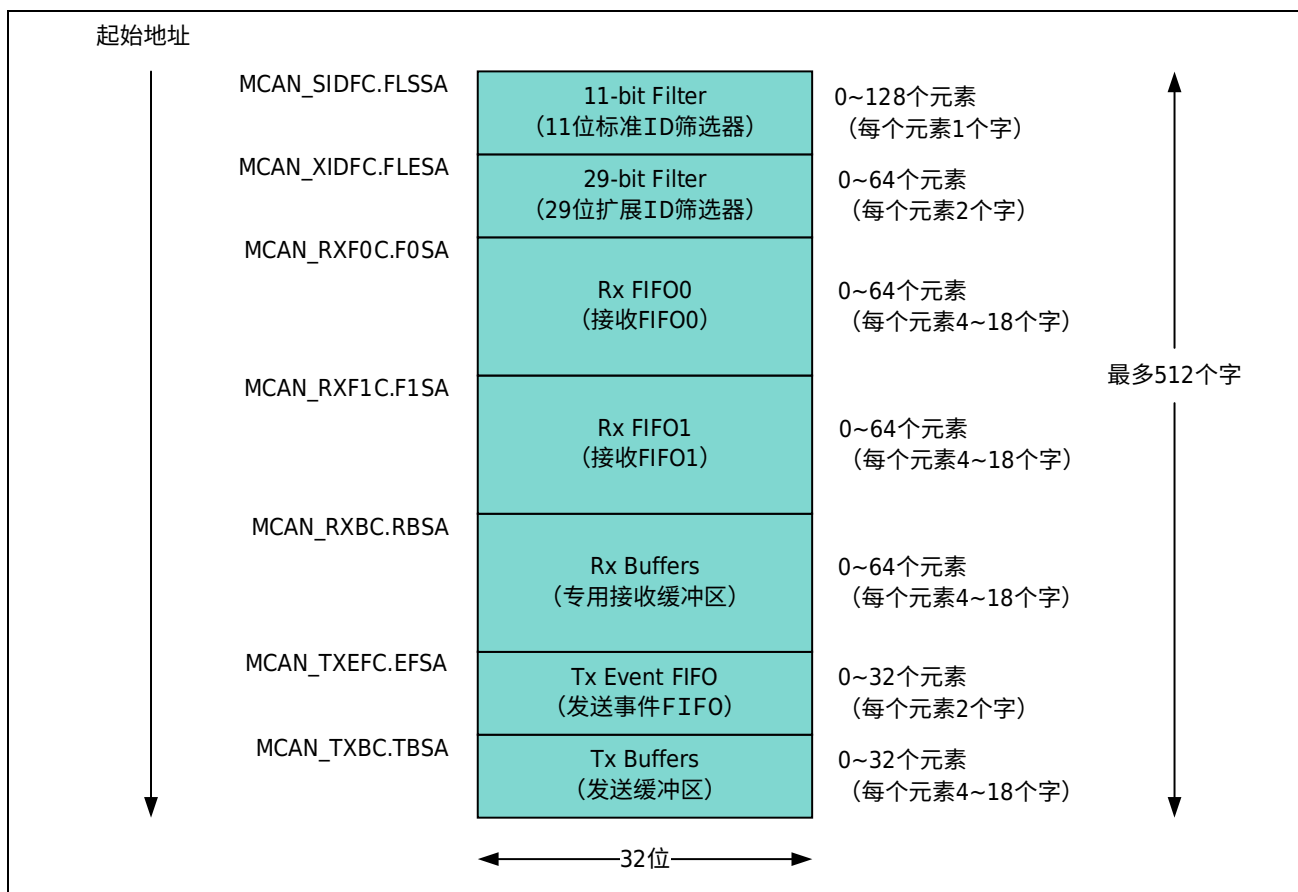 起始地址
MCAN_SIDFC.FLSSA
11-bit Filter
（11位标准ID筛选器）
0~128个元素
（每个元素1个字）
MCAN_XIDFC.FLESA
29-bit Filter
（29位扩展ID筛选器）
0~64个元素
（每个元素2个字）
MCAN_RXF0C.F0SA
Rx FIFO0
（接收FIFO0）
0~64个元素
（每个元素4~18个字）
最多512个字
MCAN_RXF1C.F1SA
Rx FIFO1
（接收FIFO1）
0~64个元素
（每个元素4~18个字）
MCAN_RXBC.RBSA
Rx Buffers
（专用接收缓冲区）
0~64个元素
（每个元素4~18个字）
MCAN_TXEFC.EFSA
Tx Event FIFO
（发送事件FIFO）
0~32个元素
（每个元素2个字）
MCAN_TXBC.TBSA
Tx Buffers
（发送缓冲区）
0~32个元素
（每个元素4~18个字）
32位